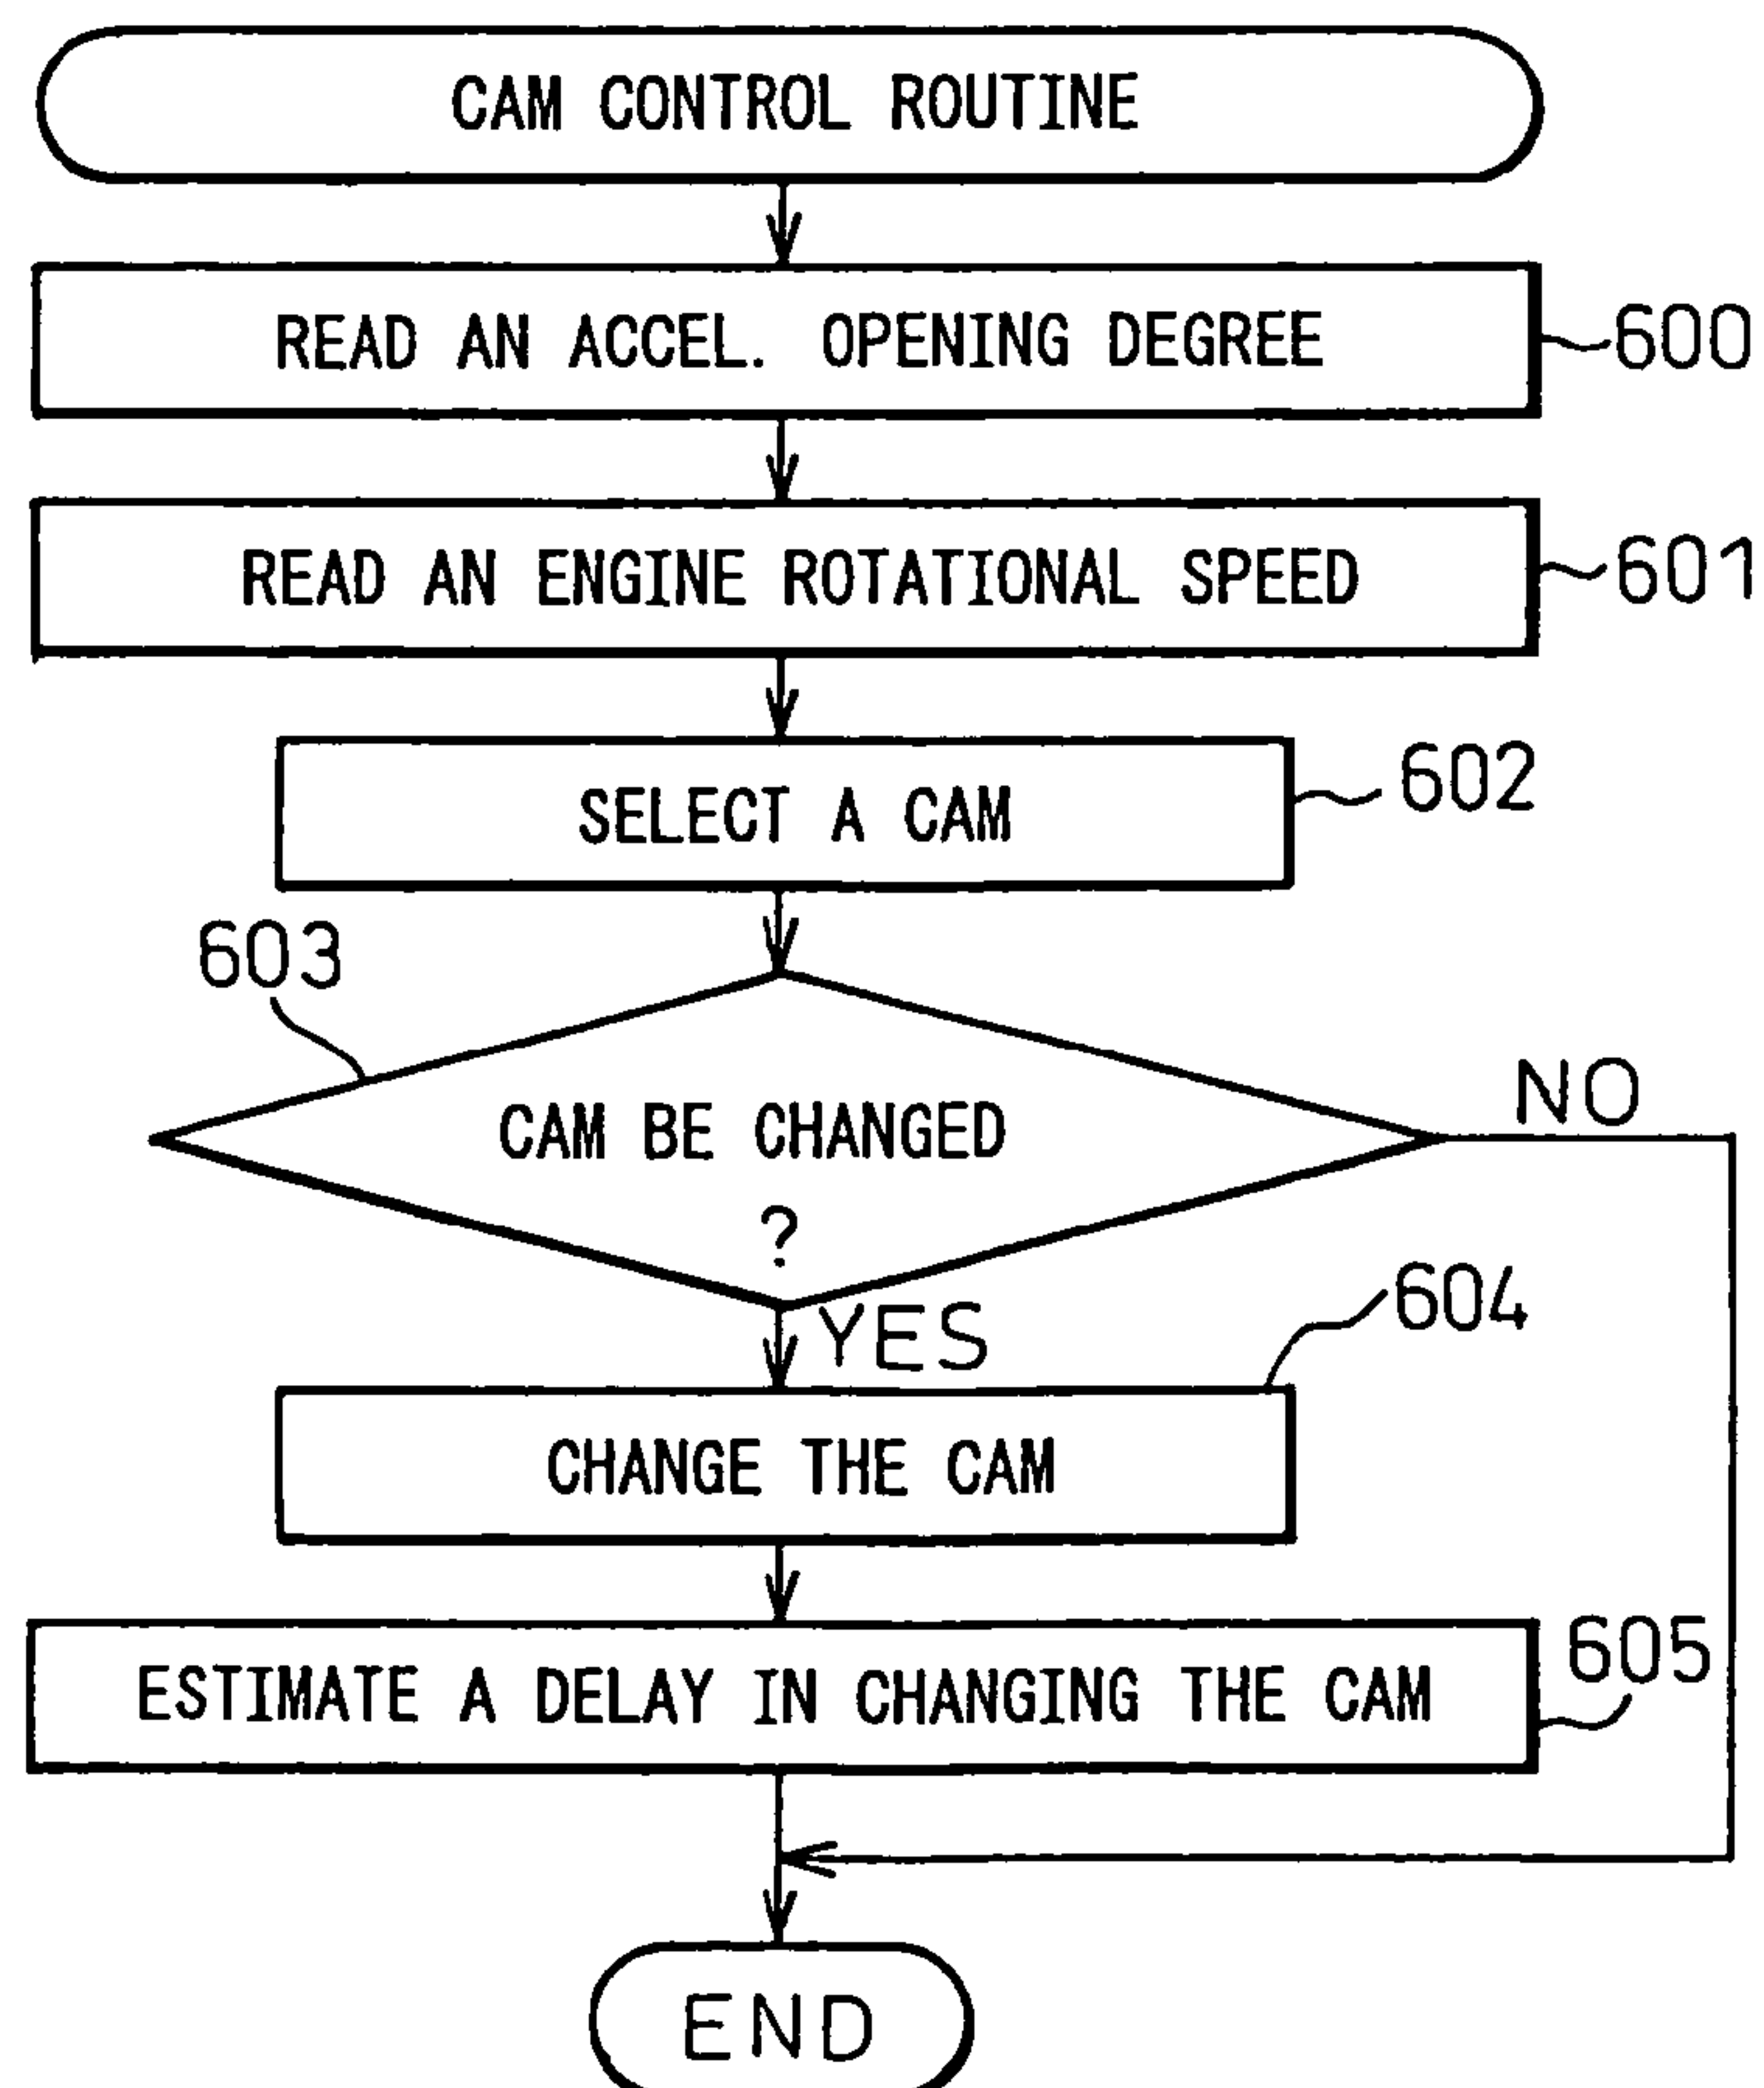 CAM CONTROL ROUTINE
READ AN ACCEL. OPENING DEGREE
600
READ AN ENGINE ROTATIONAL SPEED
601
SELECT A CAM
602
603
CAM BE CHANGED
?
NO
YES
604
CHANGE THE CAM
ESTIMATE A DELAY IN CHANGING THE CAM
605
END